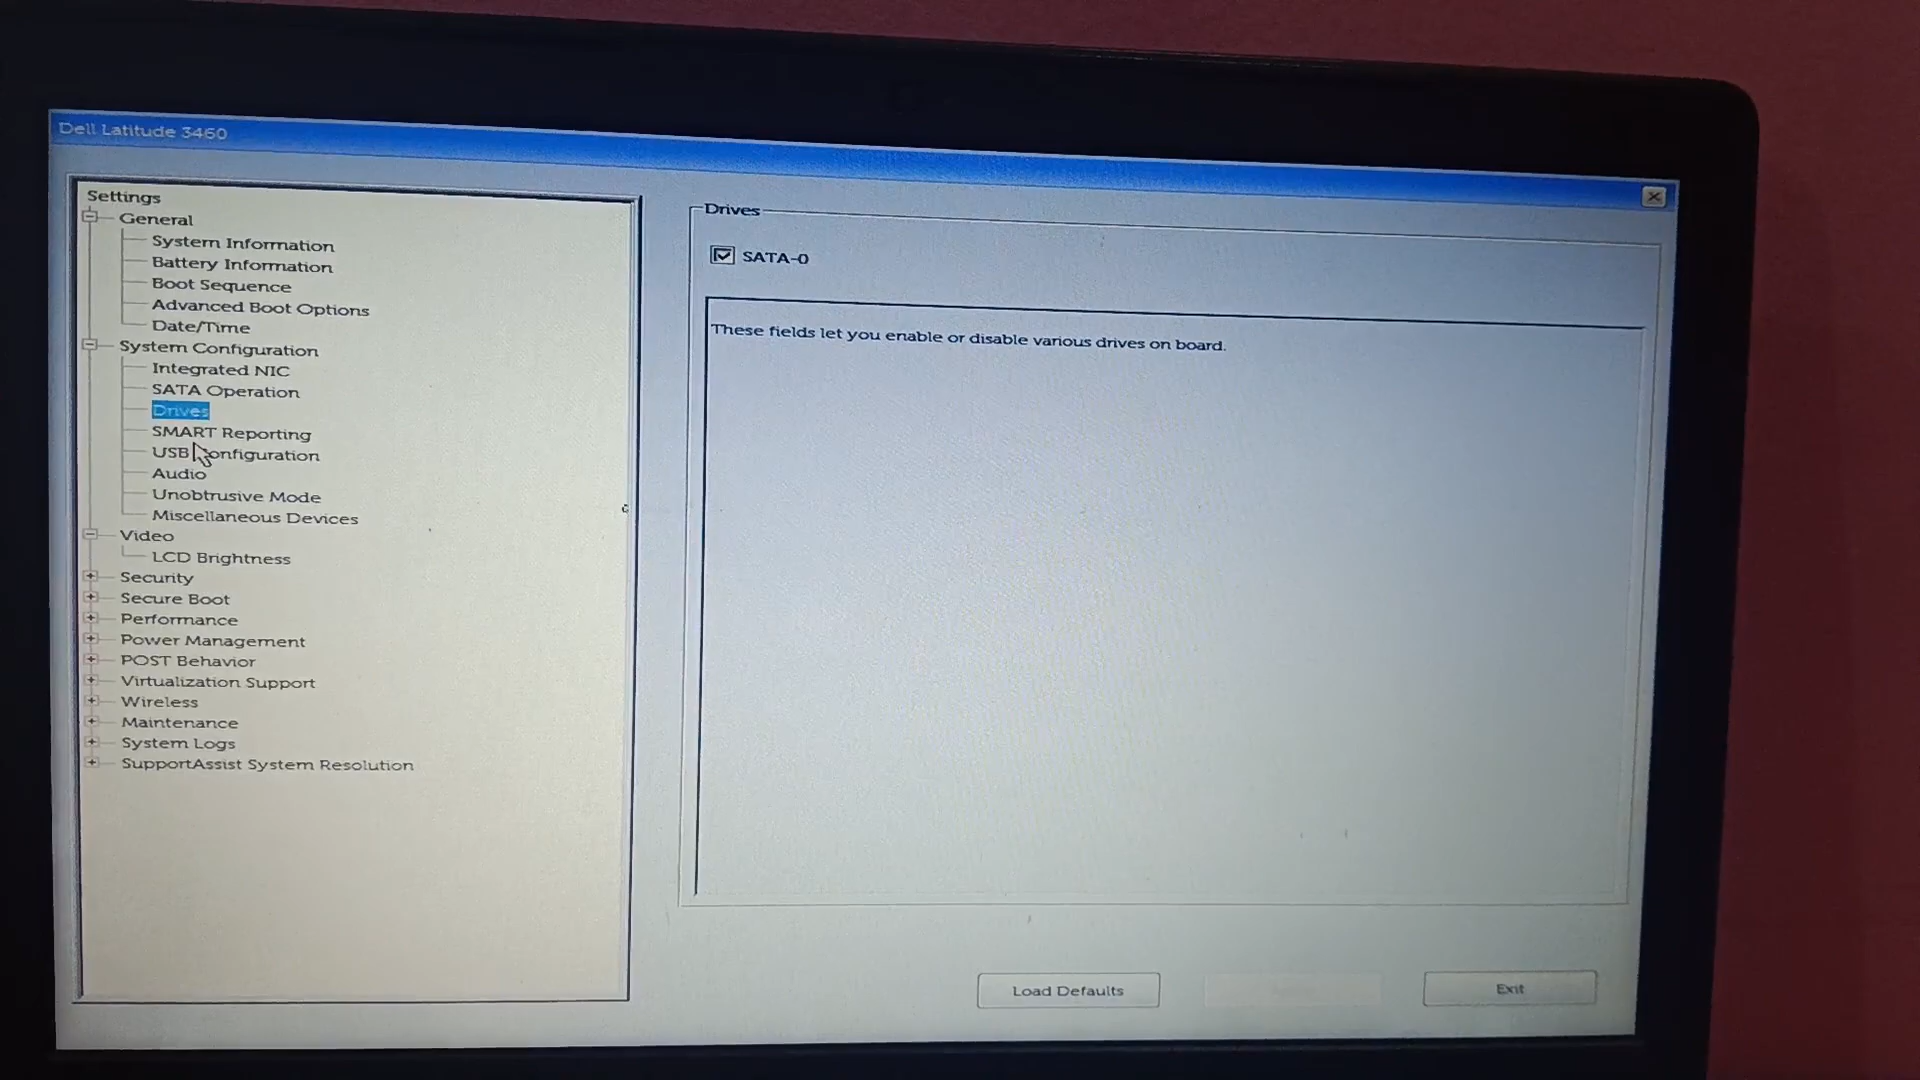 Dell Latitude 3460
Settings
General
System Information
Battery Information
Boot Sequence
Advanced Boot Options
Date/Time
System Configuration
Integrated NIC
SATA Operation
Drives
SMART Reporting
USB Configuration
Audio
Unobtrusive Mode
Miscellaneous Devices
Video
LCD Brightness
Security
Secure Boot
Performance
Power Management
POST Behavior
Virtualization Support
Wireless
Maintenance
System Logs
SupportAssist System Resolution
Drives
SATA-0
These fields let you enable or disable various drives on board.
Load Defaults
Exit